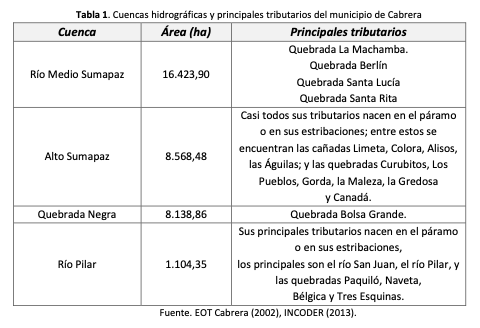 Tabla 1. Cuencas hidrográficas y principales tributarios del municipio de Cabrera
Cuenca Área (ha) Principales tributarios
Río Medio Sumapaz 16.423,90 Quebrada La Machamba.
Quebrada Berlín
Quebrada Santa Lucía
Quebrada Santa Rita
Alto Sumapaz 8.568,48 Casi todos sus tributarios nacen en el páramo
o en sus estribaciones; entre estos se
encuentran las cañadas Limeta, Colora, Alisos,
las Águilas; y las quebradas Curubitos, Los
Pueblos, Gorda, la Maleza, la Gredosa
y Canadá.
Quebrada Negra 8.138,86 Quebrada Bolsa Grande.
Río Pilar 1.104,35 Sus principales tributarios nacen en el páramo
o en sus estribaciones,
los principales son el río San Juan, el río Pilar, y
las quebradas Paquiló, Naveta,
Bélgica y Tres Esquinas.
Fuente. EOT Cabrera (2002), INCODER (2013).